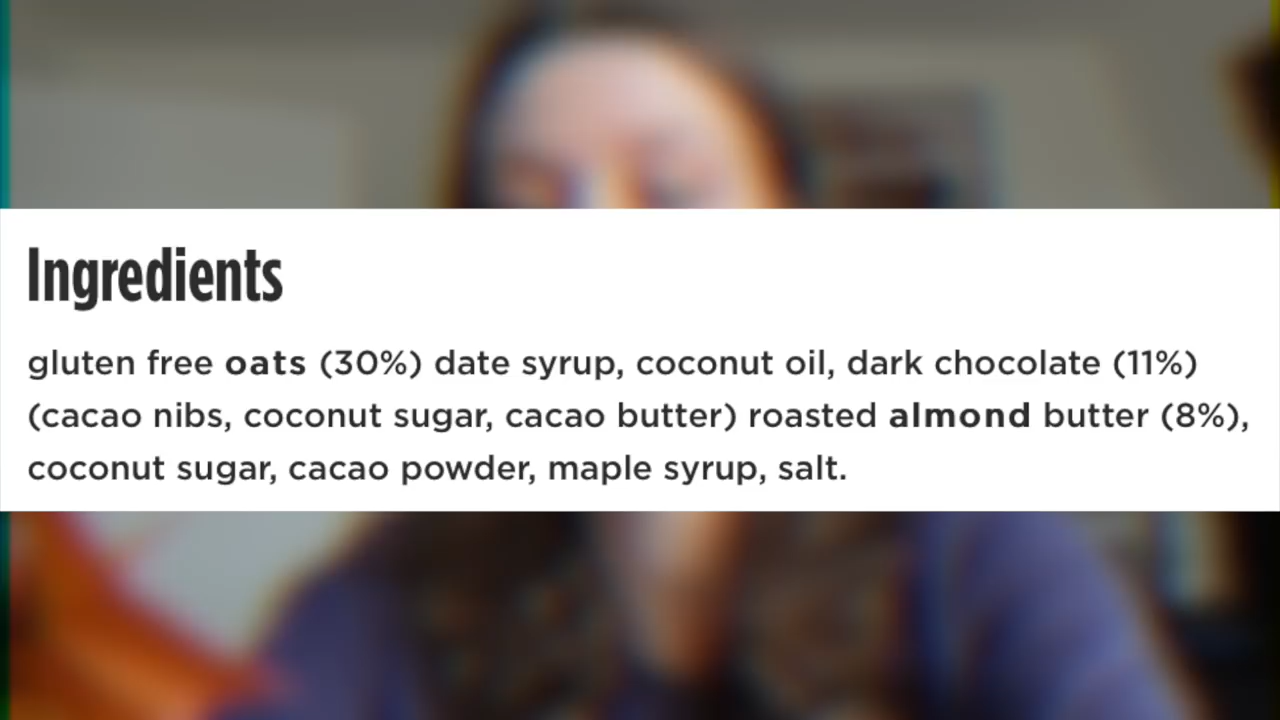 Ingredients
gluten free oats (30%) date syrup, coconut oil, dark chocolate (11%)
(cacao nibs, coconut sugar, cacao butter) roasted almond butter (8%),
coconut sugar, cacao powder, maple syrup, salt.